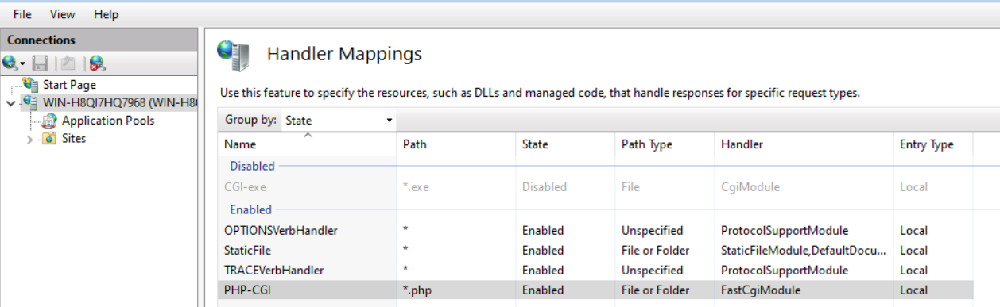 File View Help
Connections
Start Page
WIN-H8QI7HQ7968 (WIN-H8
Application Pools
Sites
Handler Mappings
Use this feature to specify the resources, such as DLLs and managed code, that handle responses for specific request types.
Group by: State
Name Path State Path Type Handler Entry Type
Disabled
CGI-exe *.exe Disabled File CgiModule Local
Enabled
OPTIONSVerbHandler * Enabled Unspecified ProtocolSupportModule Local
StaticFile * Enabled File or Folder StaticFileModule,DefaultDocu... Local
TRACEVerbHandler * Enabled Unspecified ProtocolSupportModule Local
PHP-CGI *.php Enabled File or Folder FastCgiModule Local